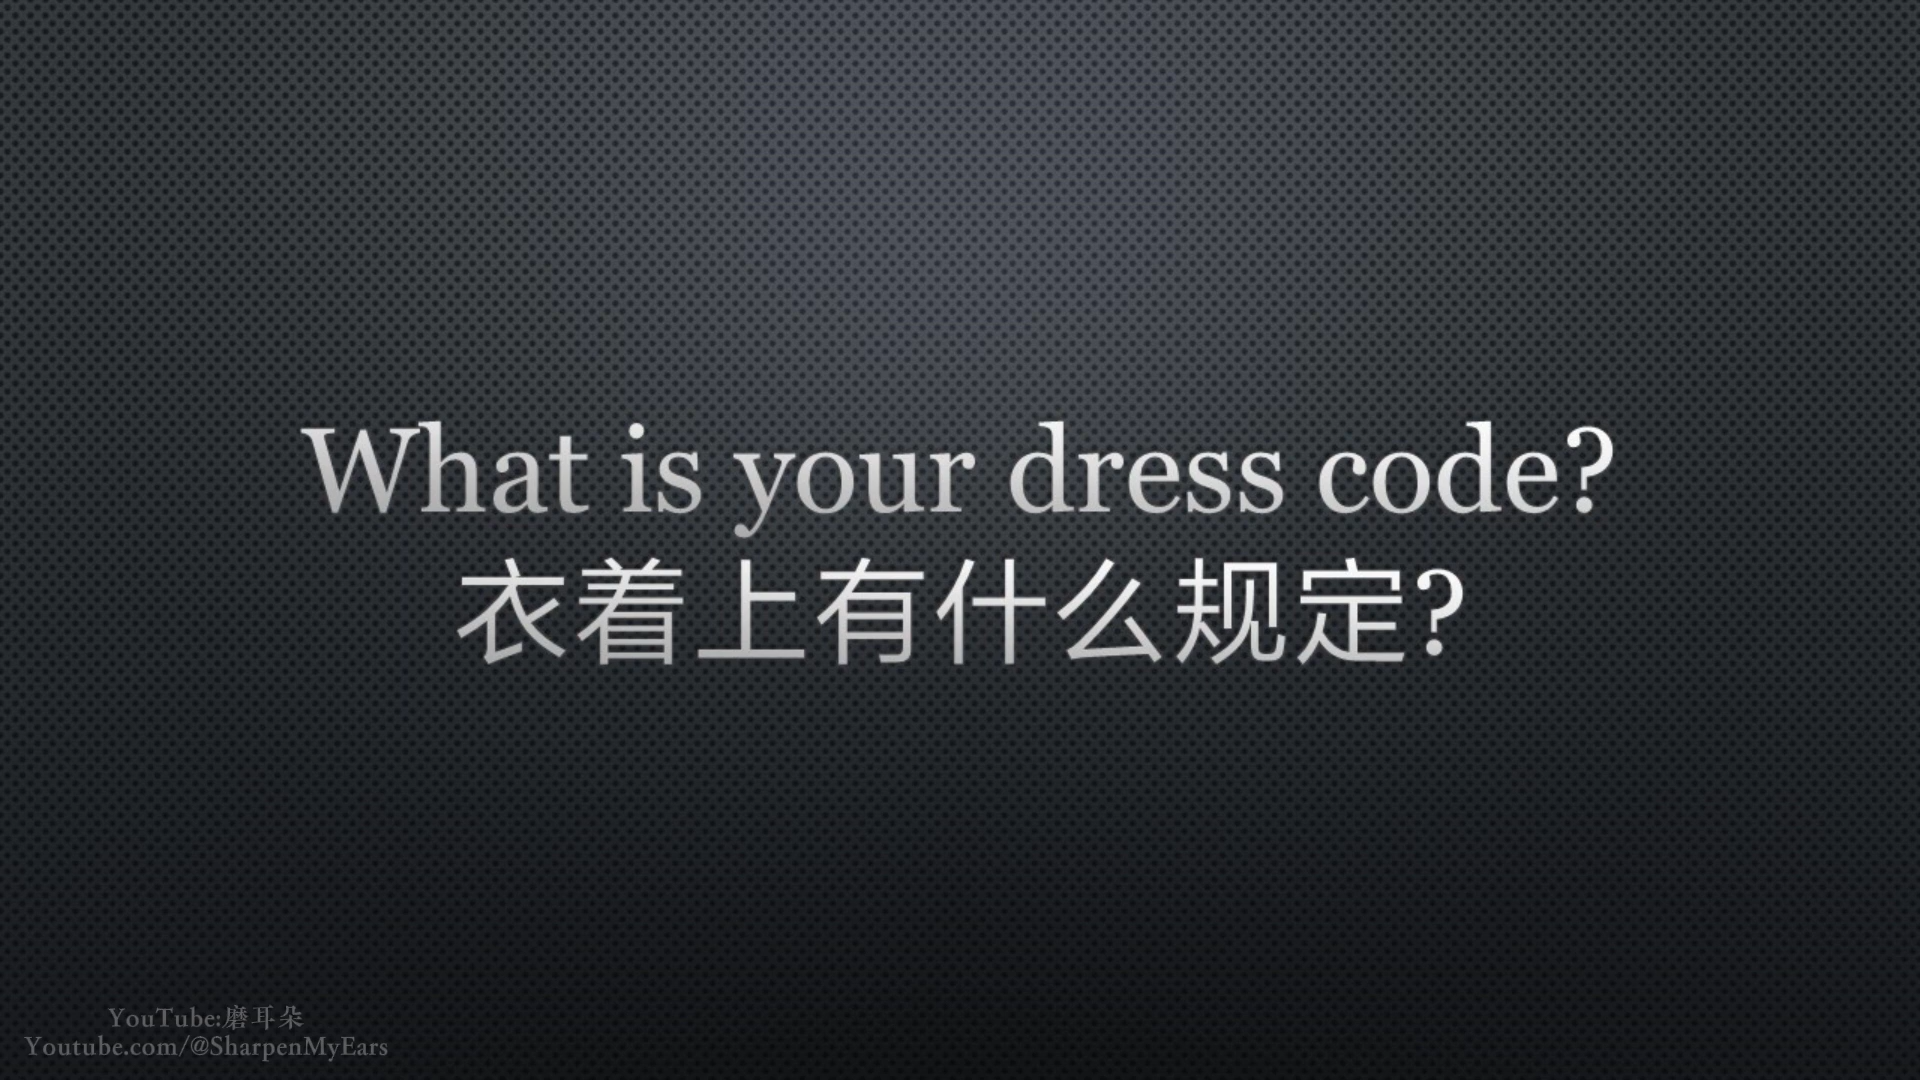 What is your dress code?
衣着上有什么规定?
YouTube:磨耳朵
Youtube.com/@SharpenMyEars